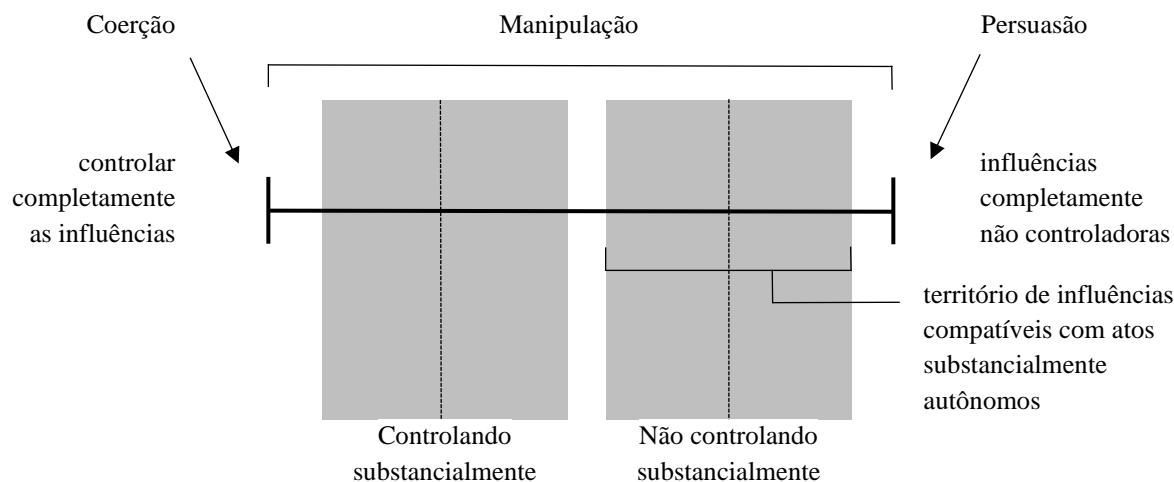 Coerção
Manipulação
Persuasão
controlar
completamente
as influências
influências
completamente
não controladoras
território de influências
compatíveis com atos
substancialmente
autônomos
Controlando
substancialmente
Não controlando
substancialmente